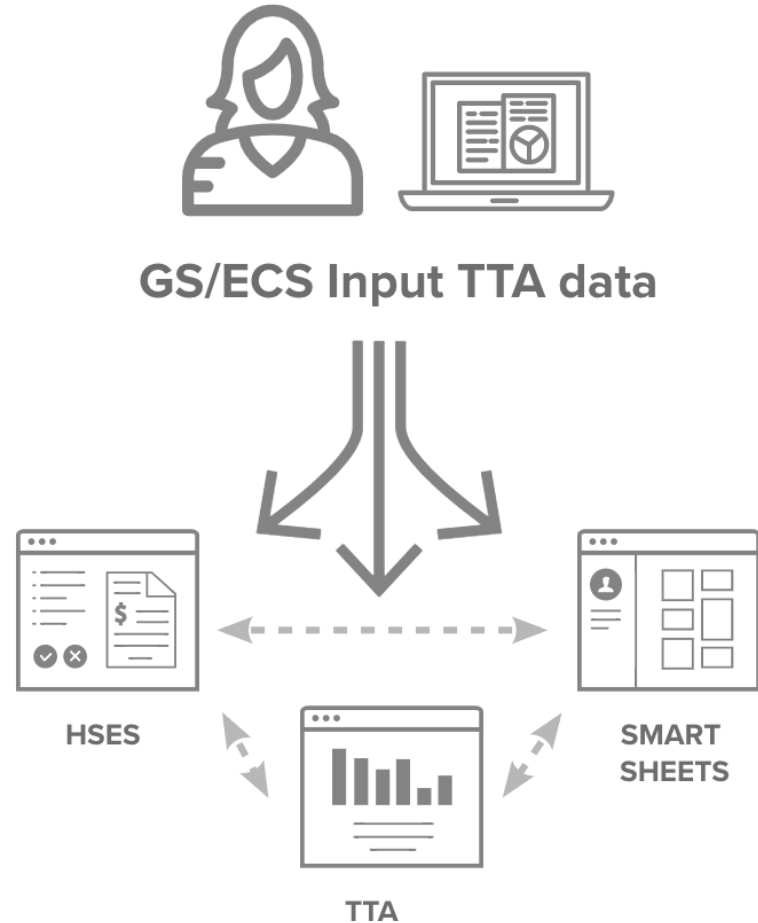 GS/ECS Input TTA data
$
HSES
SMART
SHEETS
TTA